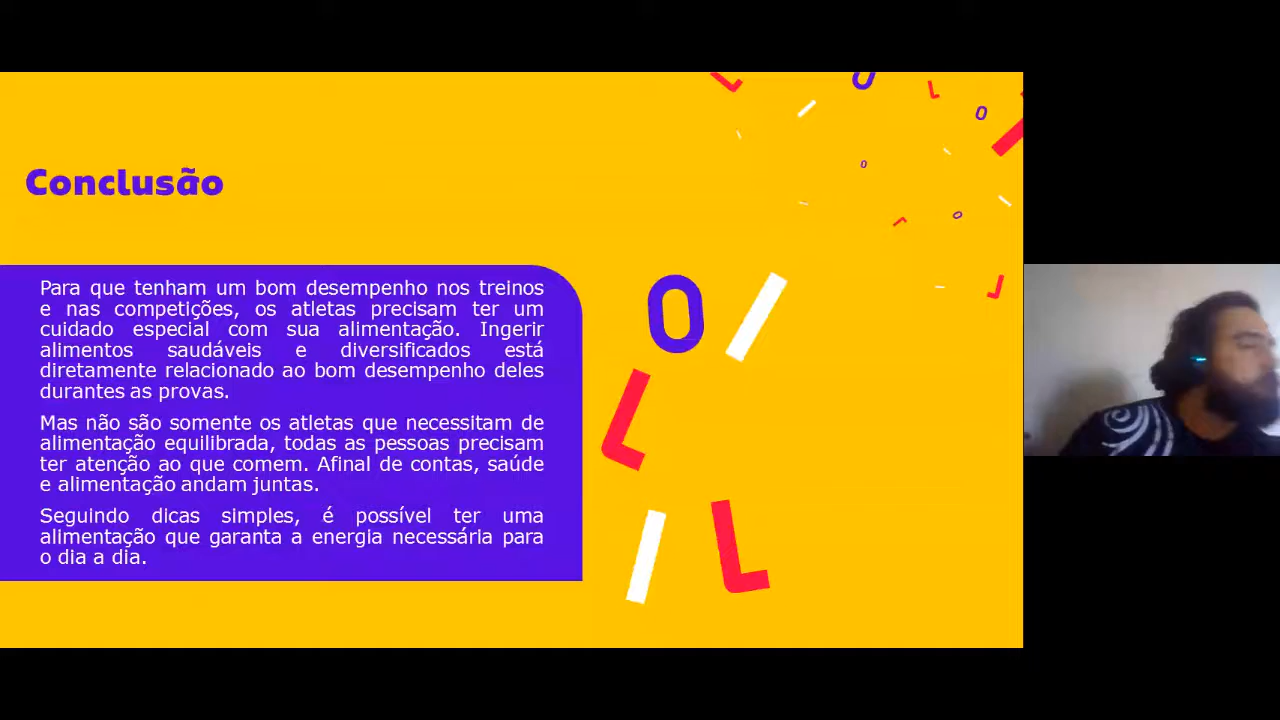 Conclusão
Para que tenham um bom desempenho nos treinos
e nas competições, os atletas precisam ter um
cuidado especial com sua alimentação. Ingerir
alimentos saudáveis e diversificados está
diretamente relacionado ao bom desempenho deles
durantes as provas.
Mas não são somente os atletas que necessitam de
alimentação equilibrada, todas as pessoas precisam
ter atenção ao que comem. Afinal de contas, saúde
e alimentação andam juntas.
Seguindo dicas simples, é possível ter uma
alimentação que garanta a energia necessária para
o dia a dia.